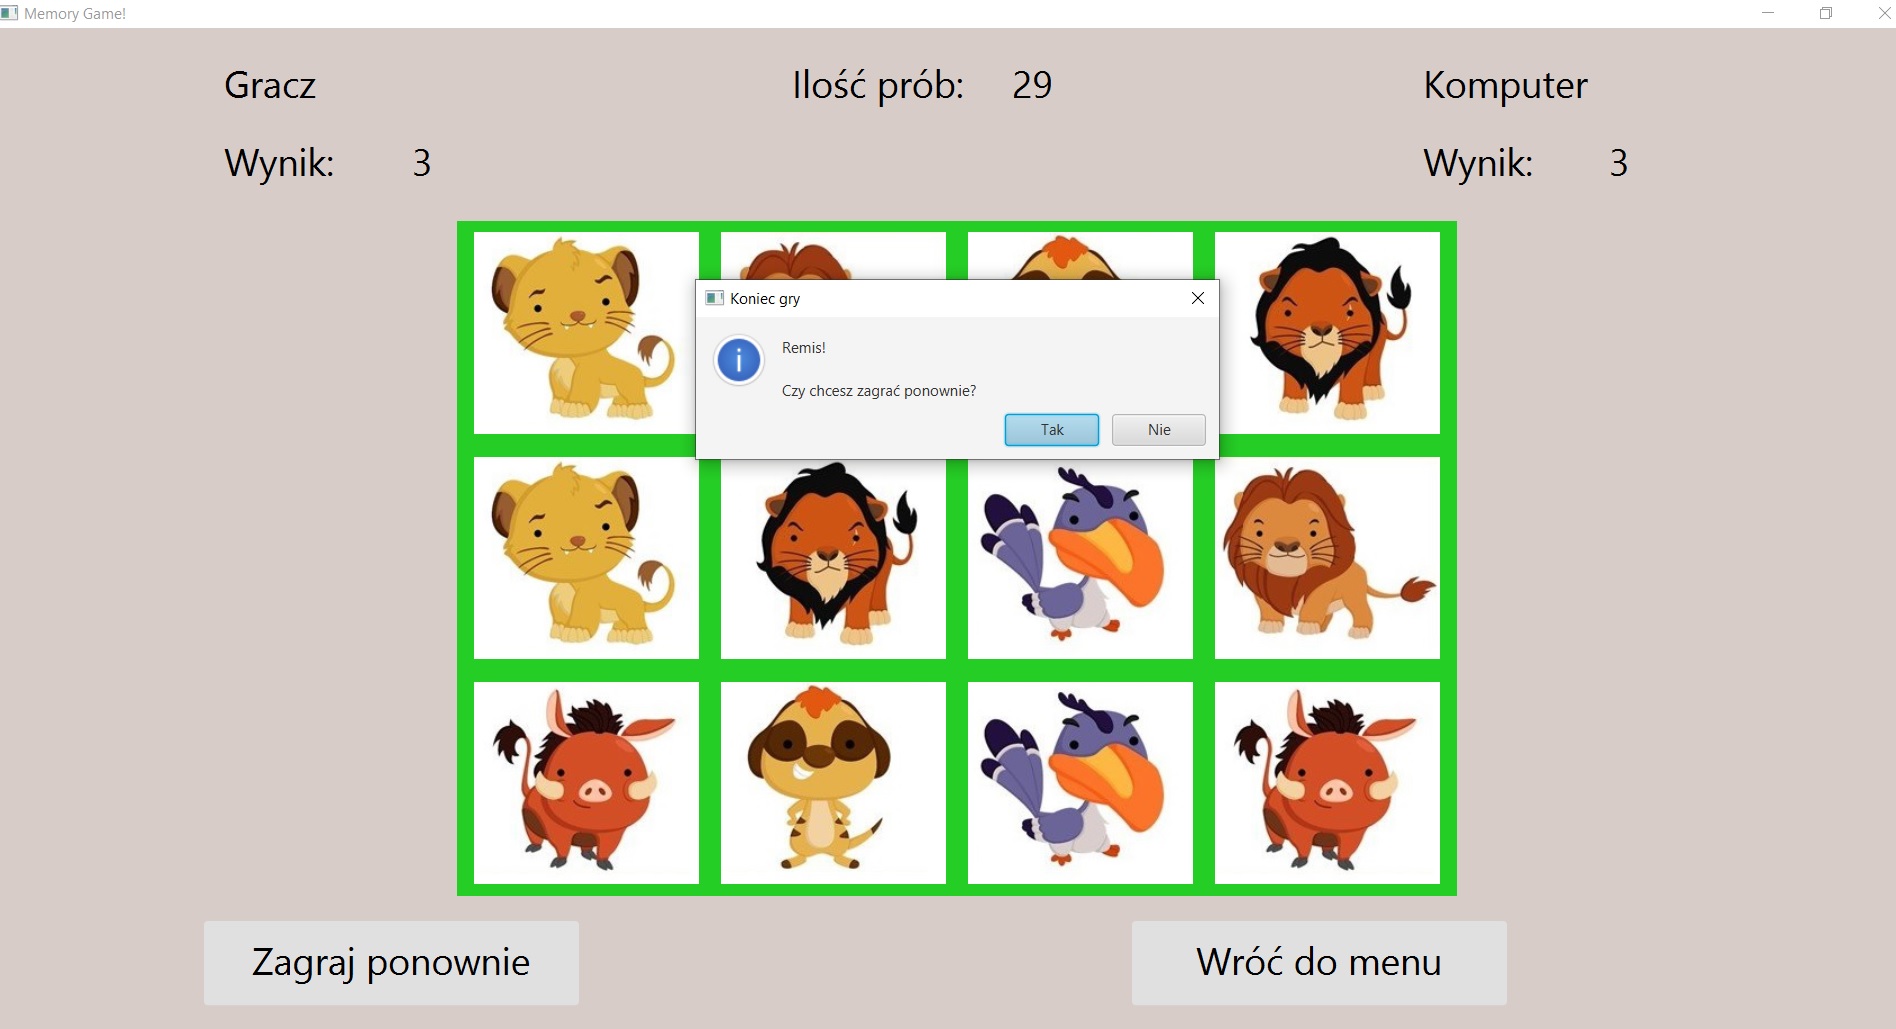 Memory Game!
Gracz
Ilość prób: 29
Komputer
Wynik: 3
Wynik: 3
Koniec gry
Remis!
Czy chcesz zagrać ponownie?
Tak
Nie
Zagraj ponownie
Wróć do menu